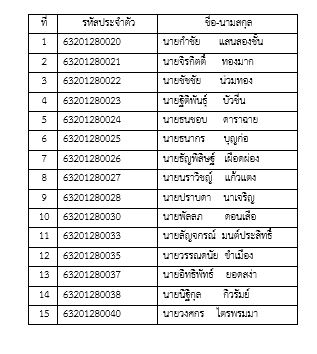 ที่ รหัสประจำตัว ชื่อ-นามสกุล
1 63201280020 นายกำชัย แสนสองชั้น
2 63201280021 นายจิรกิตติ์ ทองมาก
3 63201280022 นายชัชชัย น่วมทอง
4 63201280023 นายฐิติพันธุ์ บัวชื่น
5 63201280024 นายธนชอบ ดาราฉาย
6 63201280025 นายธนากร บุญก่อ
7 63201280026 นายธัญพิสิษฐ์ เผือดผ่อง
8 63201280027 นายนราวิชญ์ แก้วแดง
9 63201280028 นายปราบดา นาเจริญ
10 63201280030 นายพัลลภ ดอนเสือ
11 63201280033 นายสัญจกรณ์ มนต์ประสิทธิ์
12 63201280035 นายวรรณดนัย ขำเมือง
13 63201280037 นายอิทธิพัทธ์ ยอดสง่า
14 63201280038 นายนิฐิกุล กิวรัมย์
15 63201280040 นายวงศกร ไตรพรมมา